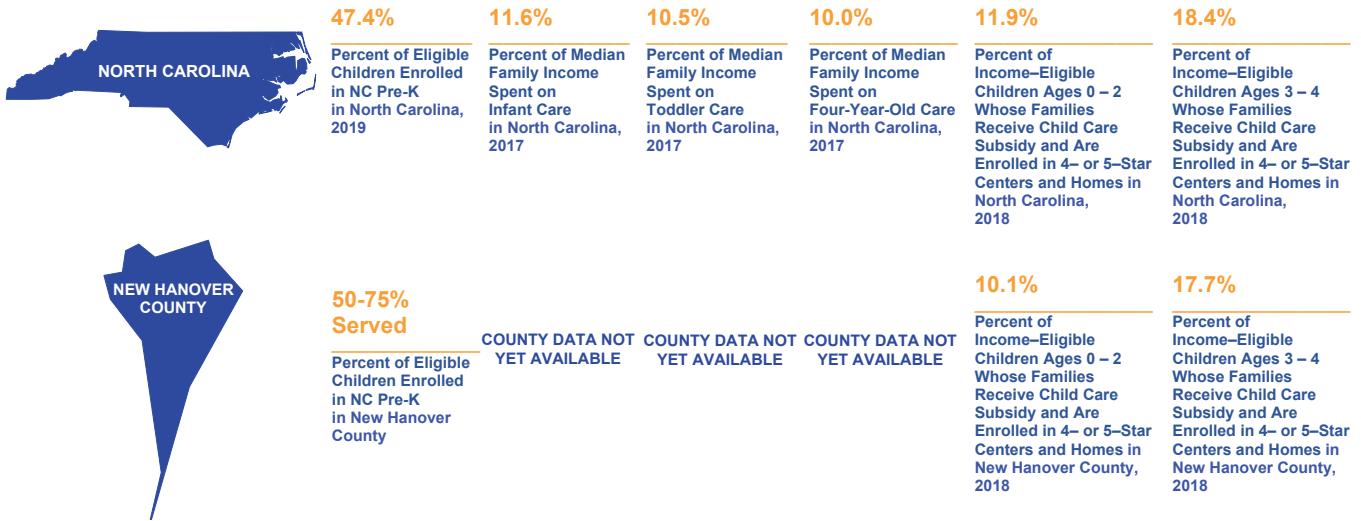 NORTH CAROLINA
47.4%
Percent of Eligible
Children Enrolled
in NC Pre-K
in North Carolina,
2019
11.6%
Percent of Median
Family Income
Spent on
Infant Care
in North Carolina,
2017
10.5%
Percent of Median
Family Income
Spent on
Toddler Care
in North Carolina,
2017
10.0%
Percent of Median
Family Income
Spent on
Four-Year-Old Care
in North Carolina,
2017
11.9%
Percent of
Income–Eligible
Children Ages 0 – 2
Whose Families
Receive Child Care
Subsidy and Are
Enrolled in 4– or 5–Star
Centers and Homes in
North Carolina,
2018
18.4%
Percent of
Income–Eligible
Children Ages 3 – 4
Whose Families
Receive Child Care
Subsidy and Are
Enrolled in 4– or 5–Star
Centers and Homes in
North Carolina,
2018
NEW HANOVER
COUNTY
50-75%
Served
Percent of Eligible
Children Enrolled
in NC Pre-K
in New Hanover
County
COUNTY DATA NOT
YET AVAILABLE
COUNTY DATA NOT
YET AVAILABLE
COUNTY DATA NOT
YET AVAILABLE
10.1%
Percent of
Income–Eligible
Children Ages 0 – 2
Whose Families
Receive Child Care
Subsidy and Are
Enrolled in 4– or 5–Star
Centers and Homes in
New Hanover County,
2018
17.7%
Percent of
Income–Eligible
Children Ages 3 – 4
Whose Families
Receive Child Care
Subsidy and Are
Enrolled in 4– or 5–Star
Centers and Homes in
New Hanover County,
2018